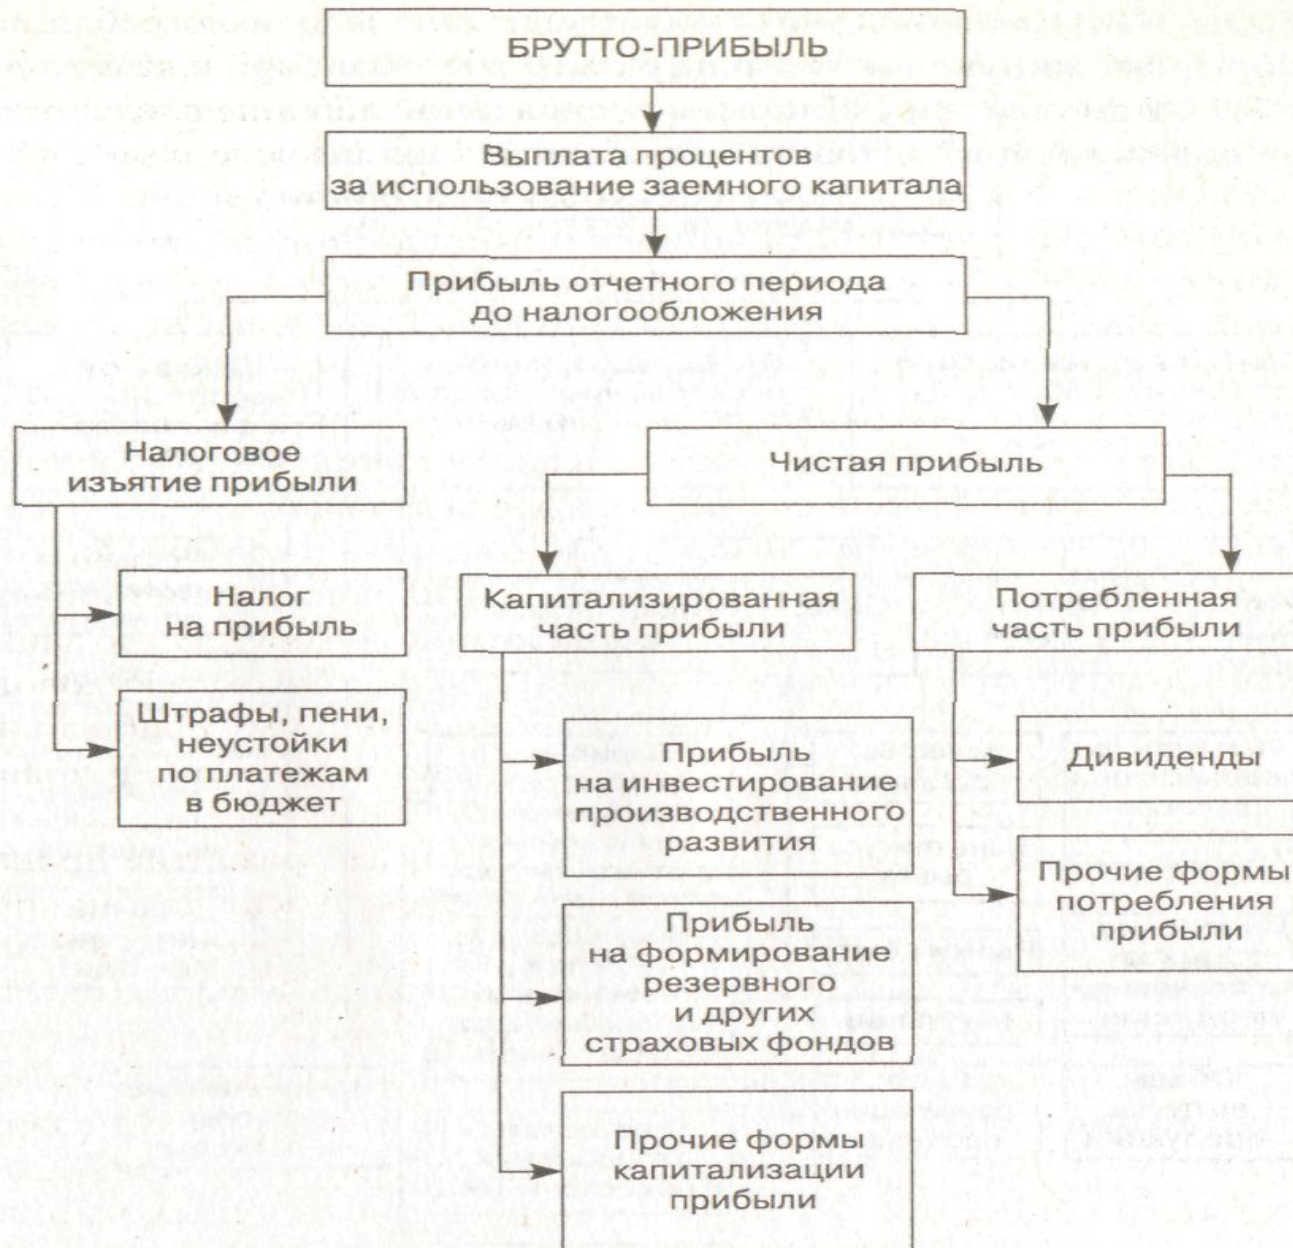 БРУТТО-ПРИБЫЛЬ
Выплата процентов
за использование заемного капитала
Прибыль отчетного периода
до налогообложения
Налоговое
изъятие прибыли
Чистая прибыль
Налог
на прибыль
Штрафы, пени,
неустойки
по платежам
в бюджет
Капитализированная
часть прибыли
Прибыль
на инвестирование
производственного
развития
Прибыль
на формирование
резервного
и других
страховых фондов
Прочие формы
капитализации
прибыли
Потребленная
часть прибыли
Дивиденды
Прочие формы
потребления
прибыли